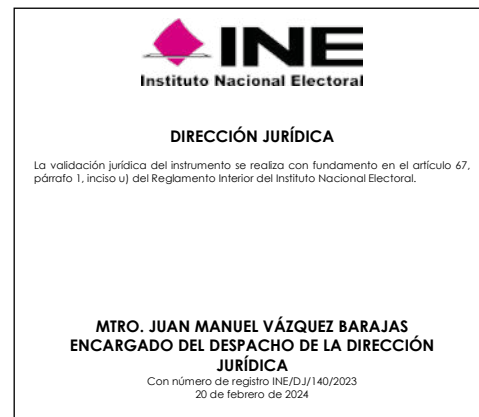 INE
Instituto Nacional Electoral
DIRECCIÓN JURÍDICA
La validación jurídica del instrumento se realiza con fundamento en el artículo 67,
párrafo 1, inciso u) del Reglamento Interior del Instituto Nacional Electoral.
MTRO. JUAN MANUEL VÁZQUEZ BARAJAS
ENCARGADO DEL DESPACHO DE LA DIRECCIÓN
JURÍDICA
Con número de registro INE/DJ/140/2023
20 de febrero de 2024